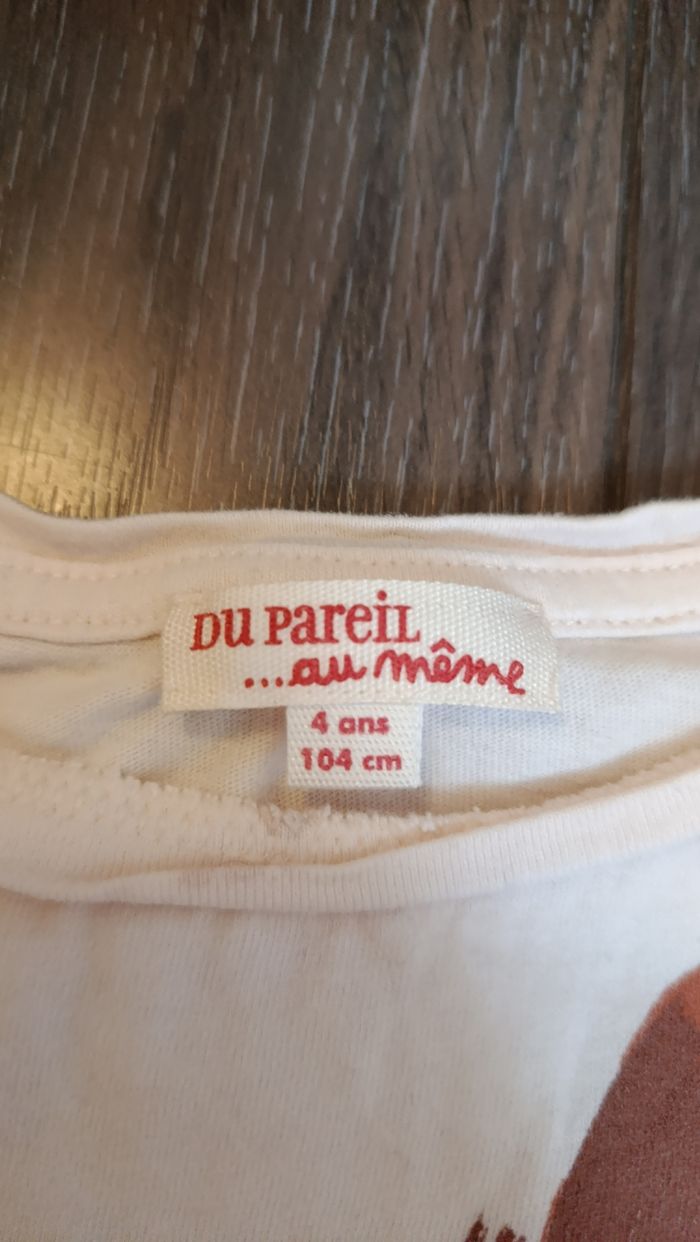 DU PAREIL
...au même
4 ans
104 cm